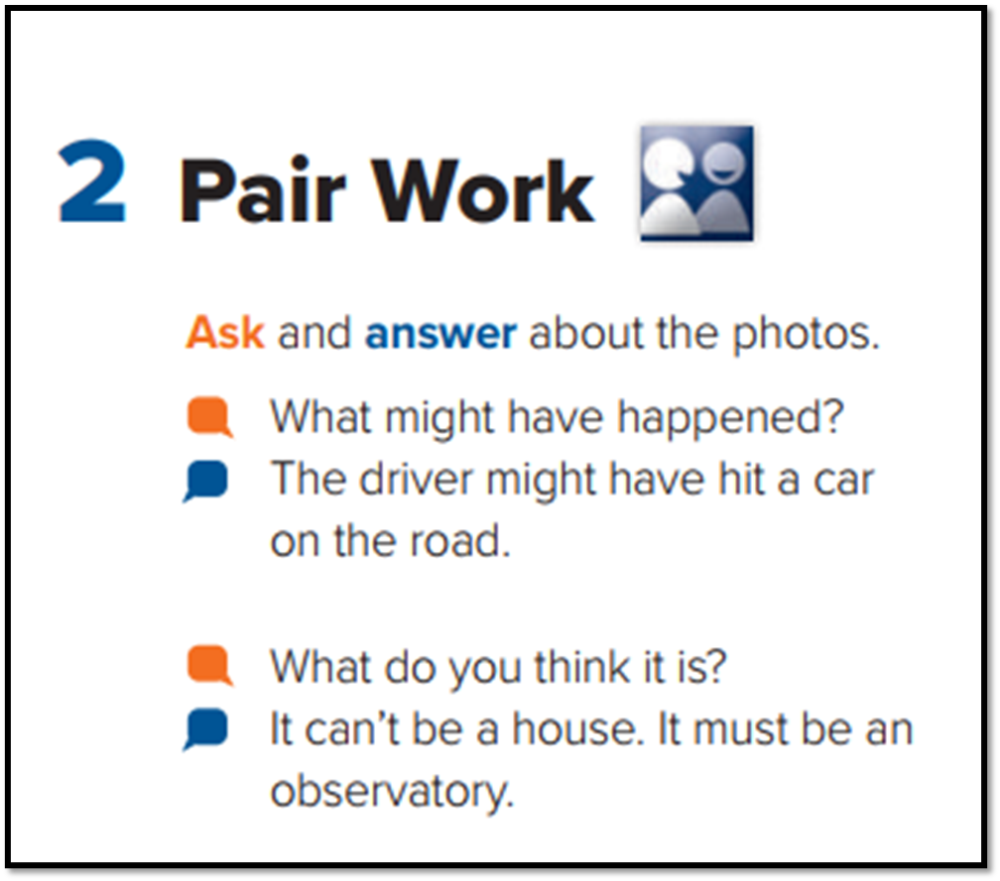 2 Pair Work
Ask and answer about the photos.
What might have happened?
The driver might have hit a car
on the road.
What do you think it is?
It can’t be a house. It must be an
observatory.